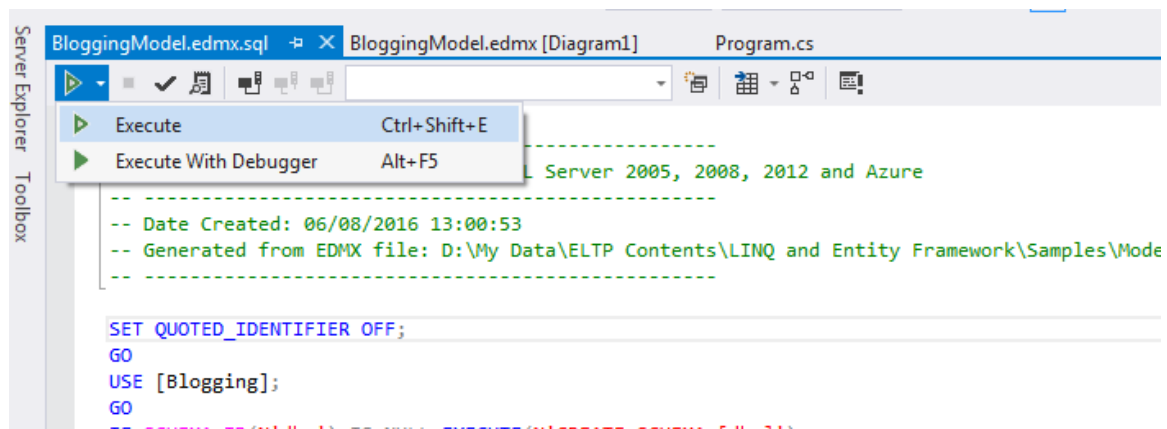 Server Explorer
Toolbox
BloggingModel.edmx.sql
BloggingModel.edmx [Diagram1]
Program.cs
Execute Ctrl+Shift+E
Execute With Debugger Alt+F5
------------------
L Server 2005, 2008, 2012 and Azure
-- --------------------------------------------------
-- Date Created: 06/08/2016 13:00:53
-- Generated from EDMX file: D:\My Data\ELTP Contents\LINQ and Entity Framework\Samples\Mode
-- --------------------------------------------------
SET QUOTED_IDENTIFIER OFF;
GO
USE [Blogging];
GO